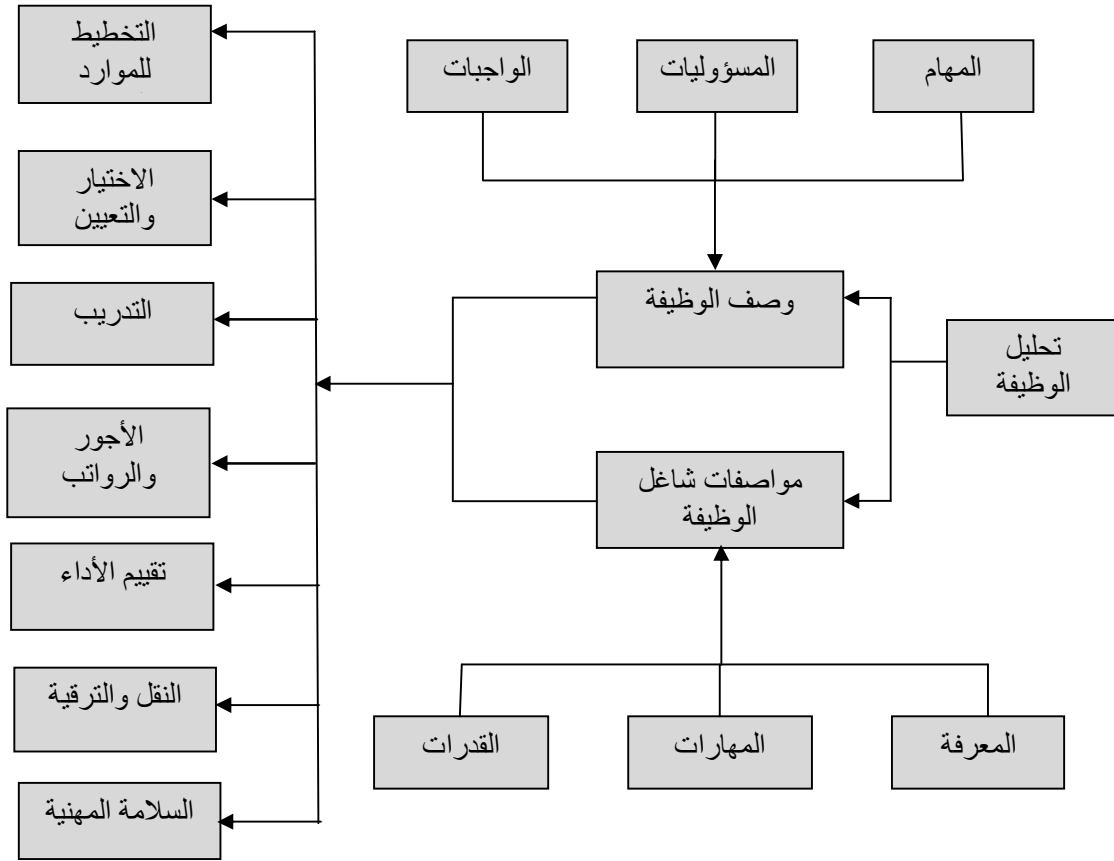 المهام
المسؤوليات
الواجبات
وصف الوظيفة
تحليل
الوظيفة
مواصفات شاغل
الوظيفة
المعرفة
المهارات
القدرات
التخطيط
للموارد
الاختيار
والتعيين
التدريب
الأجور
والرواتب
تقييم الأداء
النقل والترقية
السلامة المهنية